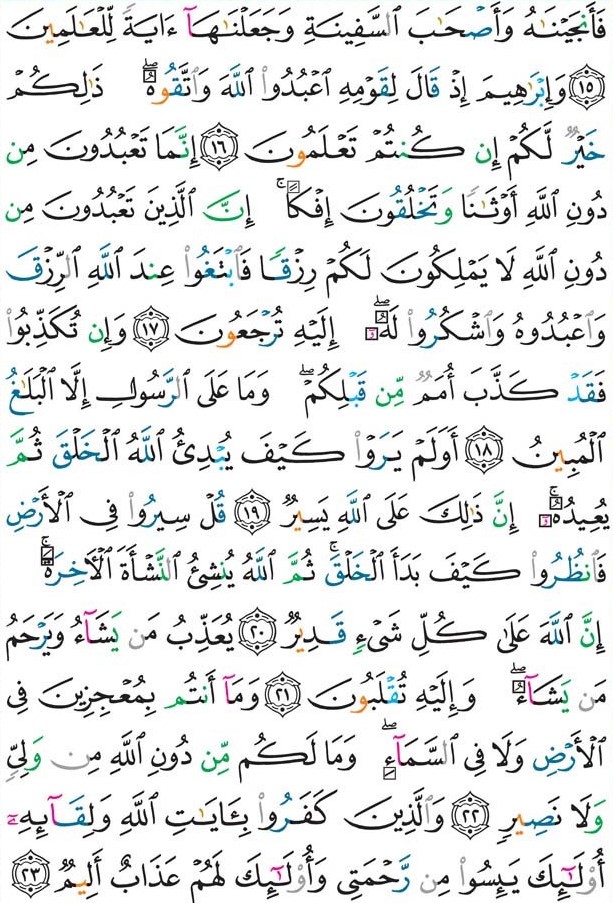 فَأَنجَيْنَٰهُ وَأَصْحَٰبَ ٱلسَّفِينَةِ وَجَعَلْنَٰهَآ ءَايَةً لِّلْعَٰلَمِينَ
١٥ وَإِبْرَٰهِيمَ إِذْ قَالَ لِقَوْمِهِ ٱعْبُدُوا۟ ٱللَّهَ وَٱتَّقُوهُ ۖ ذَٰلِكُمْ
خَيْرٌ لَّكُمْ إِن كُنتُمْ تَعْلَمُونَ ١٦ إِنَّمَا تَعْبُدُونَ مِن
دُونِ ٱللَّهِ أَوْثَٰنًا وَتَخْلُقُونَ إِفْكًا ۚ إِنَّ ٱلَّذِينَ تَعْبُدُونَ مِن
دُونِ ٱللَّهِ لَا يَمْلِكُونَ لَكُمْ رِزْقًا فَٱبْتَغُوا۟ عِندَ ٱللَّهِ ٱلرِّزْقَ
وَٱعْبُدُوهُ وَٱشْكُرُوا۟ لَهُۥٓ ۖ إِلَيْهِ تُرْجَعُونَ ١٧ وَإِن تُكَذِّبُوا۟
فَقَدْ كَذَّبَ أُمَمٌ مِّن قَبْلِكُمْ ۖ وَمَا عَلَى ٱلرَّسُولِ إِلَّا ٱلْبَلَٰغُ
ٱلْمُبِينُ ١٨ أَوَلَمْ يَرَوْا۟ كَيْفَ يُبْدِئُ ٱللَّهُ ٱلْخَلْقَ ثُمَّ
يُعِيدُهُۥٓ ۚ إِنَّ ذَٰلِكَ عَلَى ٱللَّهِ يَسِيرٌ ١٩ قُلْ سِيرُوا۟ فِى ٱلْأَرْضِ
فَٱنظُرُوا۟ كَيْفَ بَدَأَ ٱلْخَلْقَ ۚ ثُمَّ ٱللَّهُ يُنشِئُ ٱلنَّشْأَةَ ٱلْءَاخِرَةَ ۚ
إِنَّ ٱللَّهَ عَلَىٰ كُلِّ شَىْءٍ قَدِيرٌ ٢٠ يُعَذِّبُ مَن يَشَآءُ وَيَرْحَمُ
مَن يَشَآءُ ۖ وَإِلَيْهِ تُقْلَبُونَ ٢١ وَمَآ أَنتُم بِمُعْجِزِينَ فِى
ٱلْأَرْضِ وَلَا فِى ٱلسَّمَآءِ ۖ وَمَا لَكُم مِّن دُونِ ٱللَّهِ مِن وَلِىٍّ
وَلَا نَصِيرٍ ٢٢ وَٱلَّذِينَ كَفَرُوا۟ بِـَٔايَٰتِ ٱللَّهِ وَلِقَآئِهِۦٓ
أُو۟لَٰٓئِكَ يَئِسُوا۟ مِن رَّحْمَتِى وَأُو۟لَٰٓئِكَ لَهُمْ عَذَابٌ أَلِيمٌ ٢٣